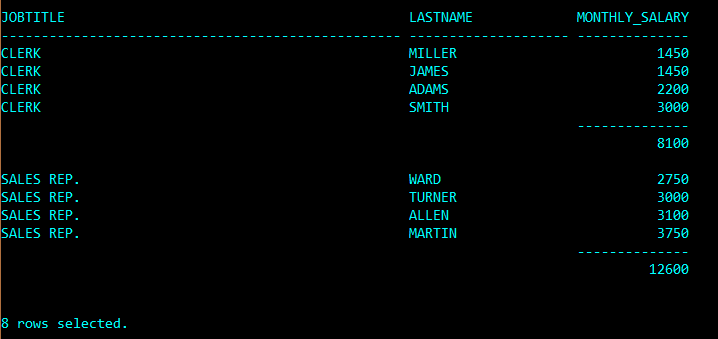 JOBTITLE LASTNAME MONTHLY_SALARY
-------------------------------------------------- -------------------- --------------
CLERK MILLER 1450
CLERK JAMES 1450
CLERK ADAMS 2200
CLERK SMITH 3000
--------------
8100
SALES REP. WARD 2750
SALES REP. TURNER 3000
SALES REP. ALLEN 3100
SALES REP. MARTIN 3750
--------------
12600
8 rows selected.